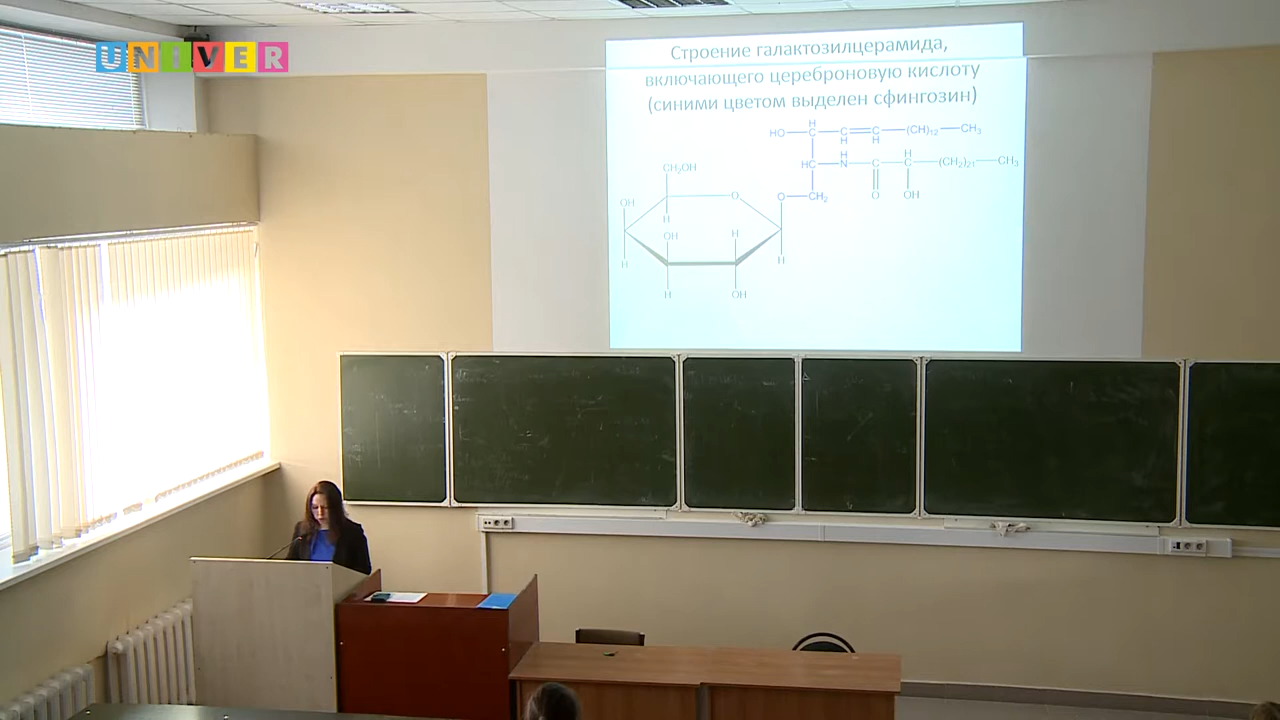 UNIVER
Строение галактозилцерамида,
включающего цереброновую кислоту
(синими цветом выделен сфингозин)
H
HO C C C (CH)12 CH3
H H
H H
HC N C C (CH2)21 CH3
CH2OH
O CH2 O OH
OH O
H
OH H
H H
H OH